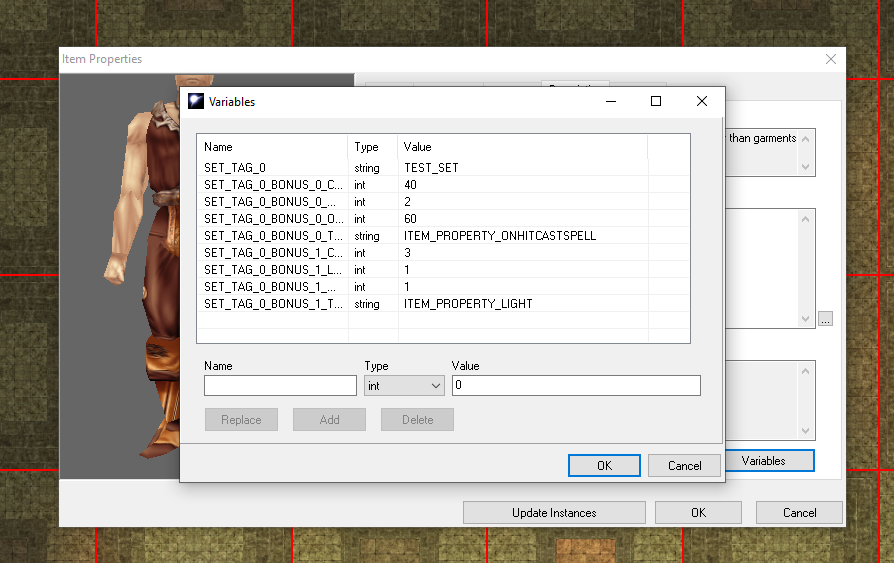 Item Properties
Variables
than garments
Name Type Value
SET_TAG_0 string TEST_SET
SET_TAG_0_BONUS_0_C... int 40
SET_TAG_0_BONUS_0_... int 2
SET_TAG_0_BONUS_0_O... int 60
SET_TAG_0_BONUS_0_T... string ITEM_PROPERTY_ONHITCASTSPELL
SET_TAG_0_BONUS_1_C... int 3
SET_TAG_0_BONUS_1_L... int 1
SET_TAG_0_BONUS_1_... int 1
SET_TAG_0_BONUS_1_T... string ITEM_PROPERTY_LIGHT
...
Name Type Value
int 0
Replace Add Delete
Variables
OK Cancel
Update Instances OK Cancel